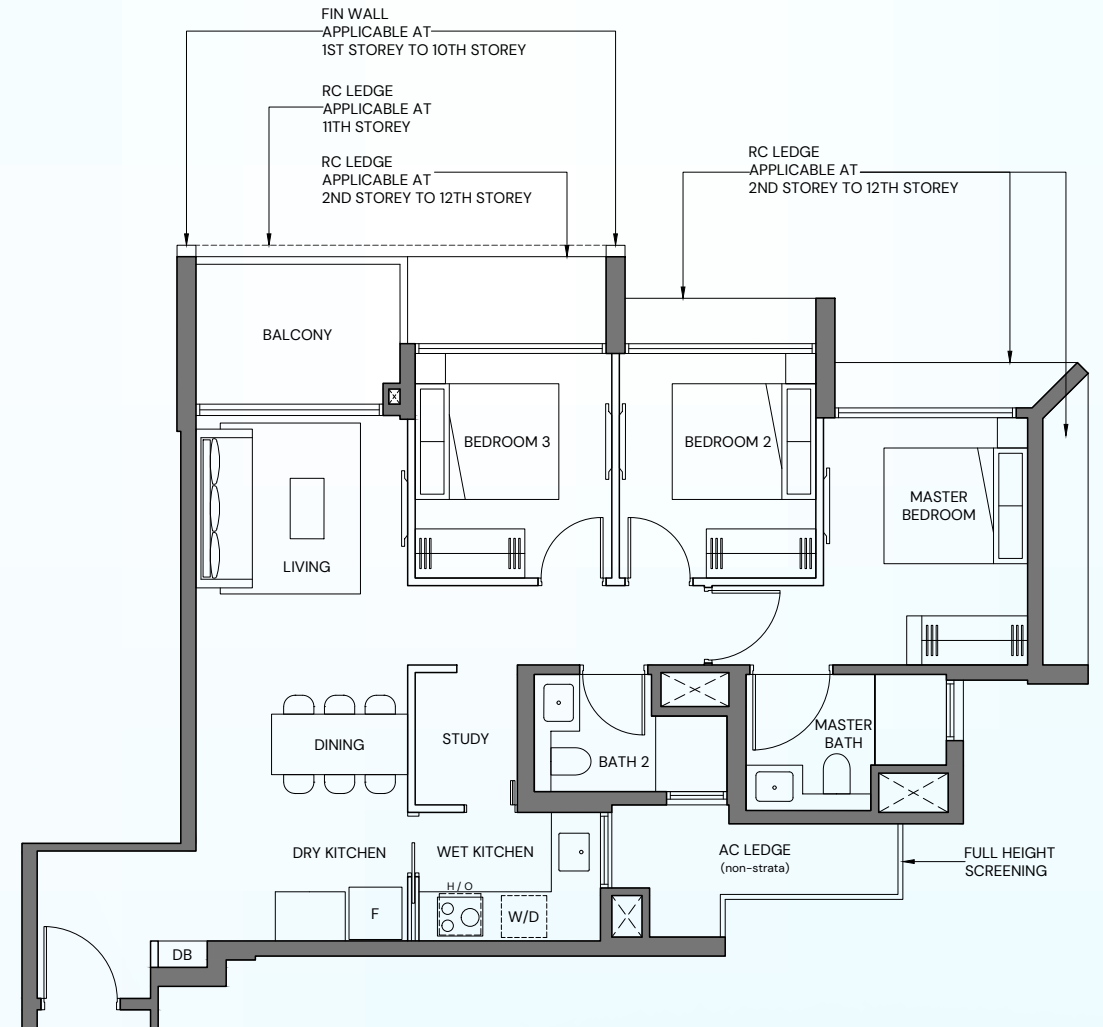 FIN WALL
APPLICABLE AT
1ST STOREY TO 10TH STOREY
RC LEDGE
APPLICABLE AT
11TH STOREY
RC LEDGE
APPLICABLE AT
2ND STOREY TO 12TH STOREY
RC LEDGE
APPLICABLE AT
2ND STOREY TO 12TH STOREY
BALCONY
BEDROOM 3
BEDROOM 2
MASTER
BEDROOM
LIVING
DINING
STUDY
BATH 2
MASTER
BATH
DRY KITCHEN
WET KITCHEN
AC LEDGE
(non-strata)
FULL HEIGHT
SCREENING
H / O
F
W/D
DB